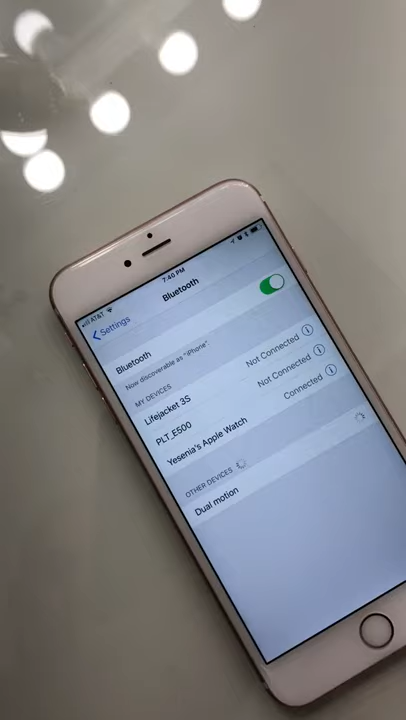 AT&T
7:40 PM
Settings
Bluetooth
Bluetooth
Now discoverable as "iPhone".
MY DEVICES
Lifejacket 3S Not Connected
PLT_E500 Not Connected
Yesenia's Apple Watch Connected
OTHER DEVICES
Dual motion